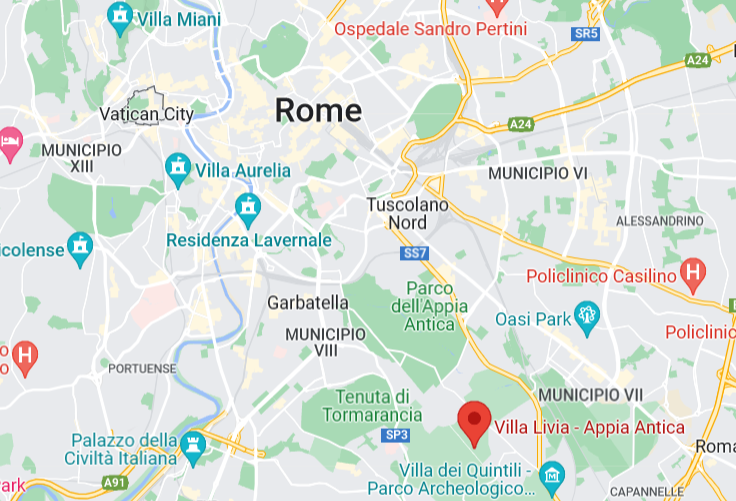 Villa Miani
Ospedale Sandro Pertini
SR5
A24
Vatican City
Rome
A24
MUNICIPIO
XIII
Villa Aurelia
MUNICIPIO VI
Tuscolano
Nord
ALESSANDRINO
Residenza Lavernale
icolense
SS7
Policlinico Casilino
Parco
dell'Appia
Antica
Garbatella
Oasi Park
MUNICIPIO
VIII
Policlinic
PORTUENSE
H
o
o
MUNICIPIO VII
Tenuta di
Tormarancia
SP3
Villa Livia - Appia Antica
Palazzo della
Civiltà Italiana
Roma
Villa dei Quintili -
Parco Archeologico...
Park
A91
CAPANNELLE